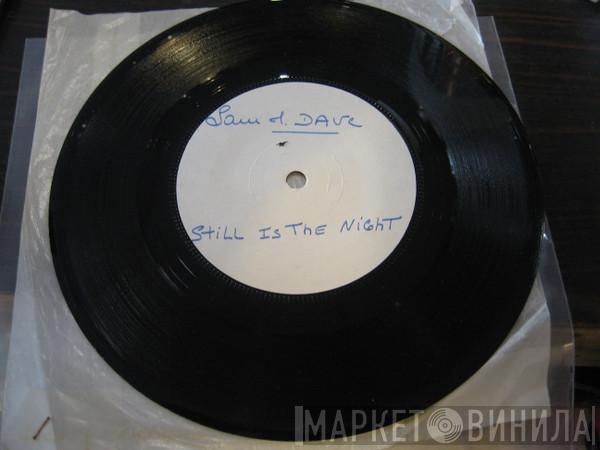 Sam & DAVE
StiLL Is ThE NighT
МАРКЕТ ВИНИЛА